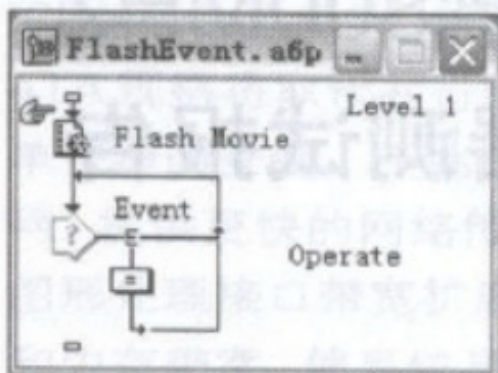 FlashEvent.a6p
Level 1
Flash Movie
Event
?
E
=
Operate